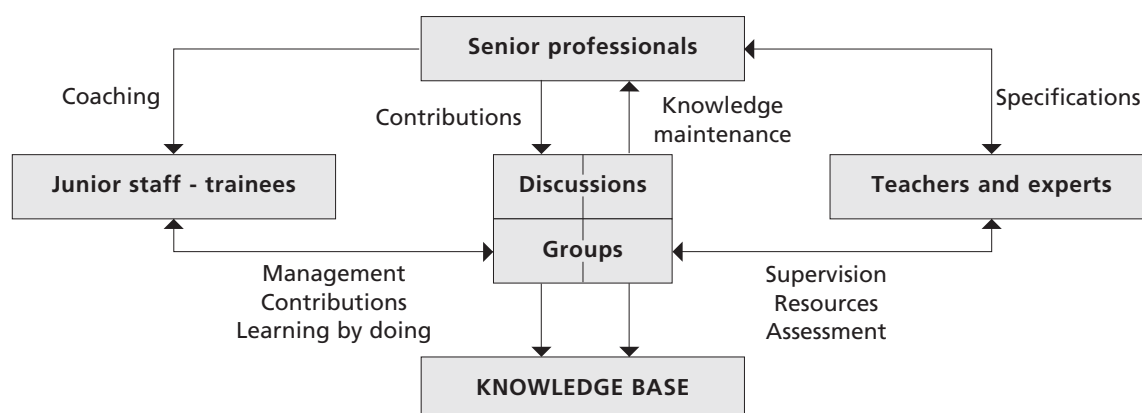 Senior professionals
Coaching
Contributions
Knowledge
maintenance
Specifications
Junior staff - trainees
Discussions
Teachers and experts
Groups
Management
Contributions
Learning by doing
Supervision
Resources
Assessment
KNOWLEDGE BASE